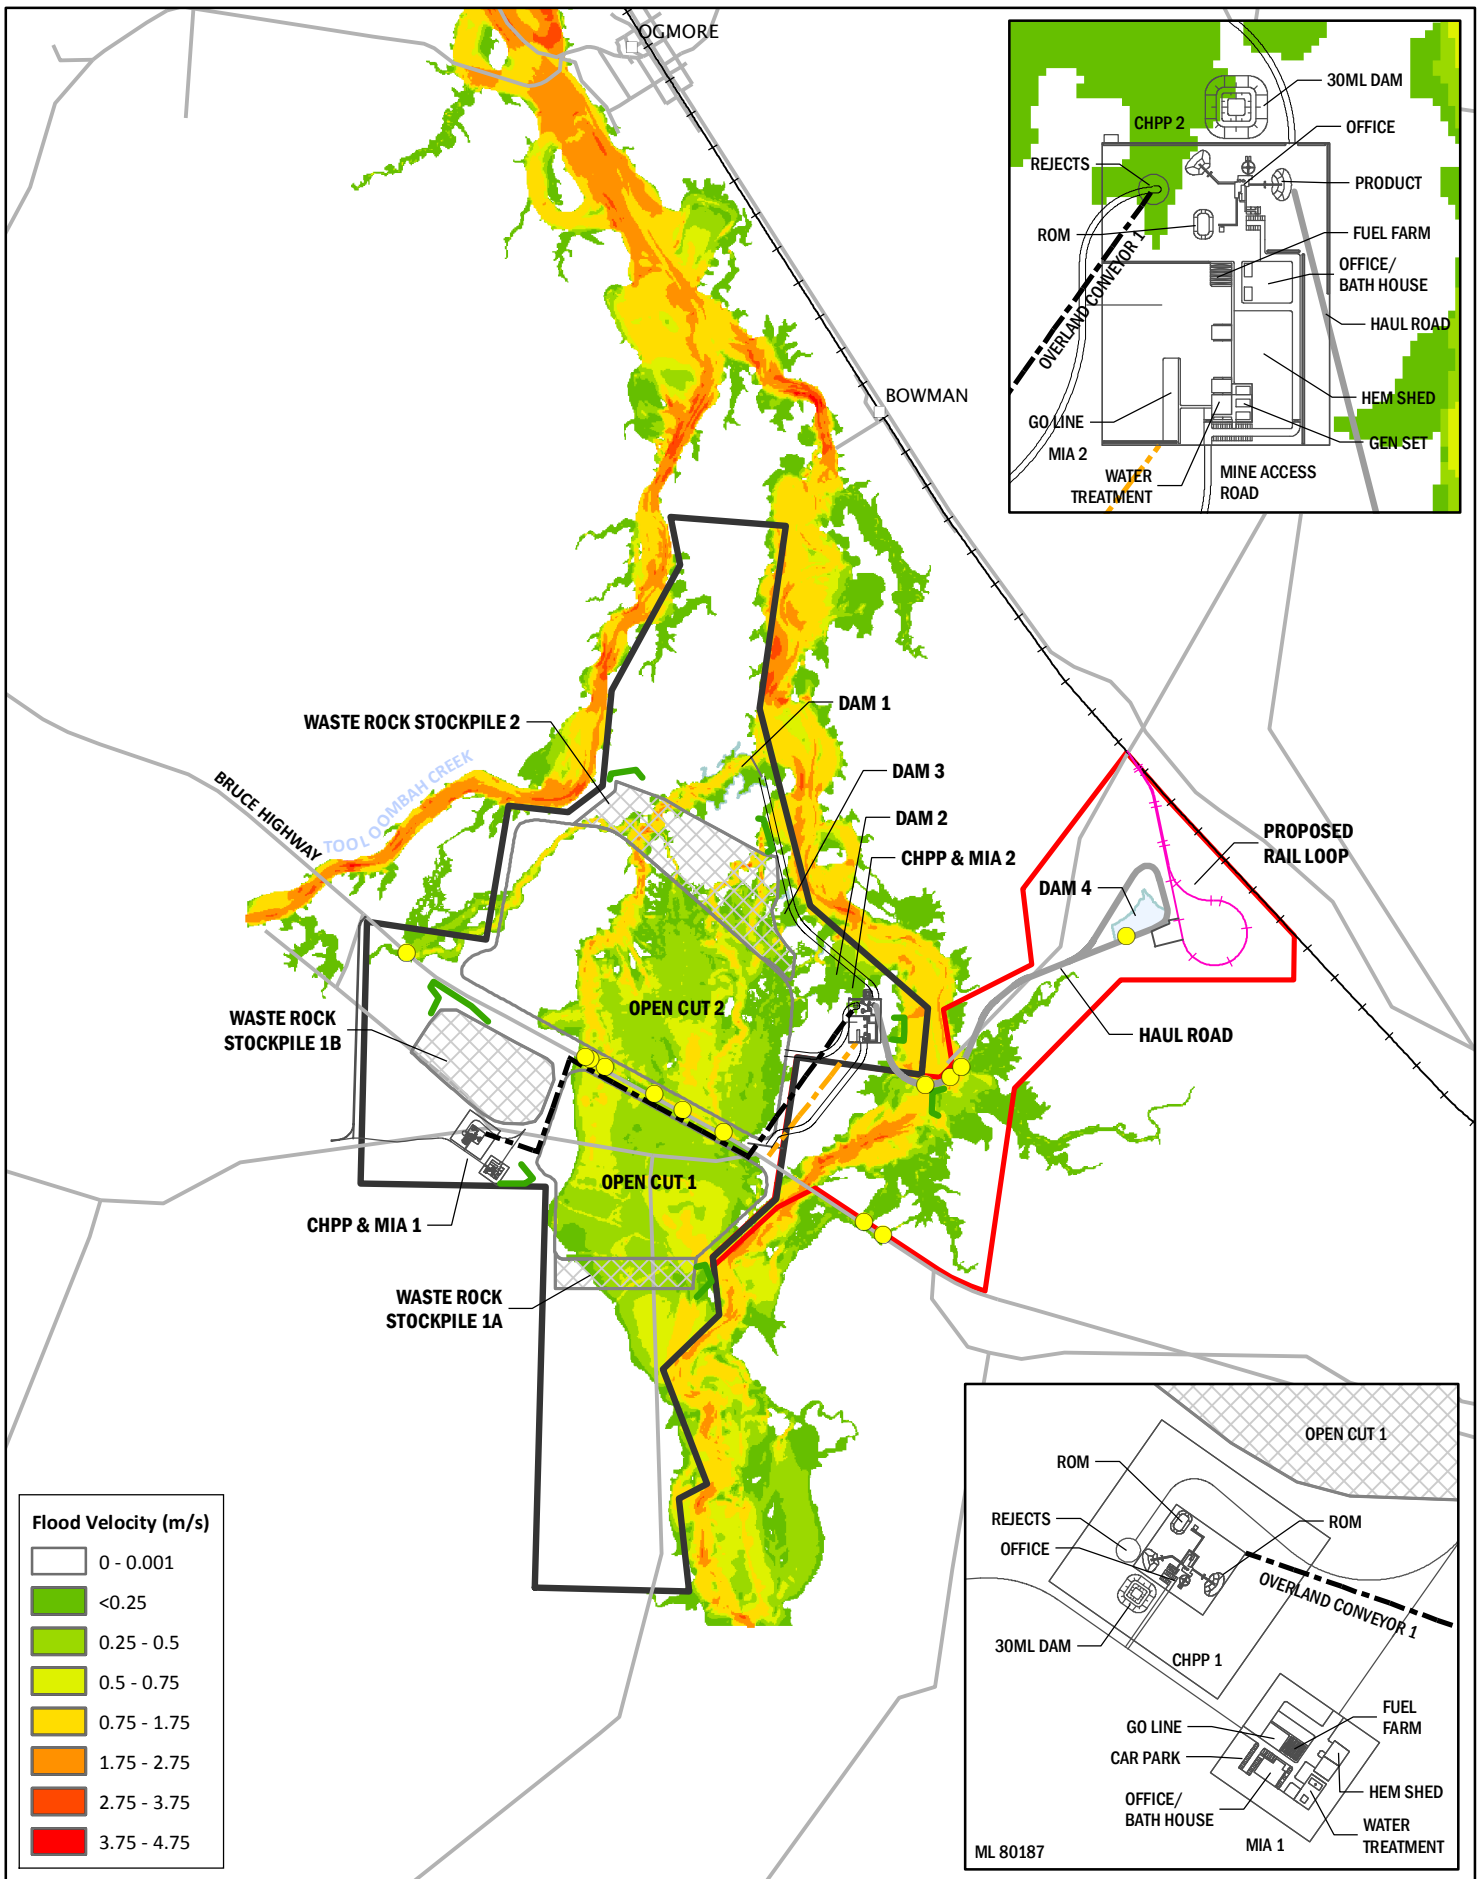 OGMORE
BOWMAN
30ML DAM
CHPP 2
OFFICE
REJECTS
PRODUCT
ROM
FUEL FARM
OVERLAND CONVEYOR 1
OFFICE/
BATH HOUSE
HAUL ROAD
HEM SHED
GO LINE
GEN SET
MIA 2
WATER
TREATMENT
MINE ACCESS
ROAD
WASTE ROCK STOCKPILE 2
DAM 1
TOOLOOMBAH CREEK
BRUCE HIGHWAY
DAM 3
DAM 2
CHPP & MIA 2
PROPOSED
RAIL LOOP
DAM 4
OPEN CUT 2
WASTE ROCK
STOCKPILE 1B
HAUL ROAD
OPEN CUT 1
CHPP & MIA 1
WASTE ROCK
STOCKPILE 1A
OPEN CUT 1
ROM
REJECTS
OFFICE
ROM
OVERLAND CONVEYOR 1
30ML DAM
CHPP 1
GO LINE
FUEL
FARM
CAR PARK
OFFICE/
BATH HOUSE
HEM SHED
WATER
TREATMENT
MIA 1
ML 80187
Flood Velocity (m/s)
0 - 0.001
<0.25
0.25 - 0.5
0.5 - 0.75
0.75 - 1.75
1.75 - 2.75
2.75 - 3.75
3.75 - 4.75